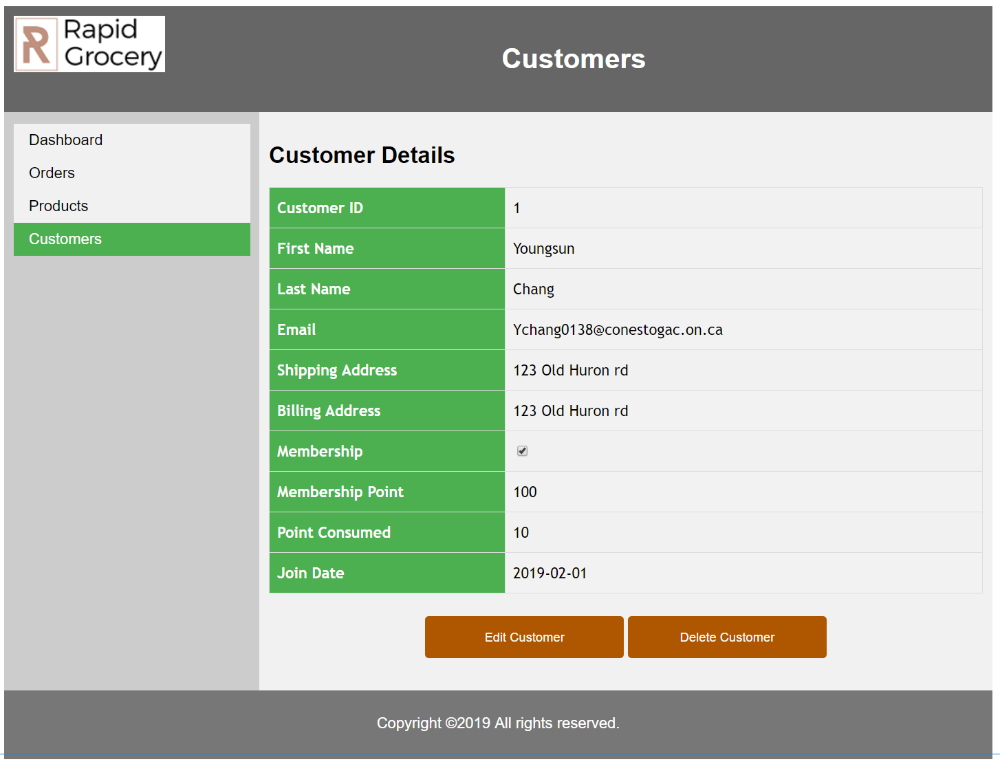 Rapid
Grocery
Customers
Dashboard
Orders
Products
Customers
Customer Details
Customer ID 1
First Name Youngsun
Last Name Chang
Email Ychang0138@conestogac.on.ca
Shipping Address 123 Old Huron rd
Billing Address 123 Old Huron rd
Membership
Membership Point 100
Point Consumed 10
Join Date 2019-02-01
Edit Customer Delete Customer
Copyright ©2019 All rights reserved.